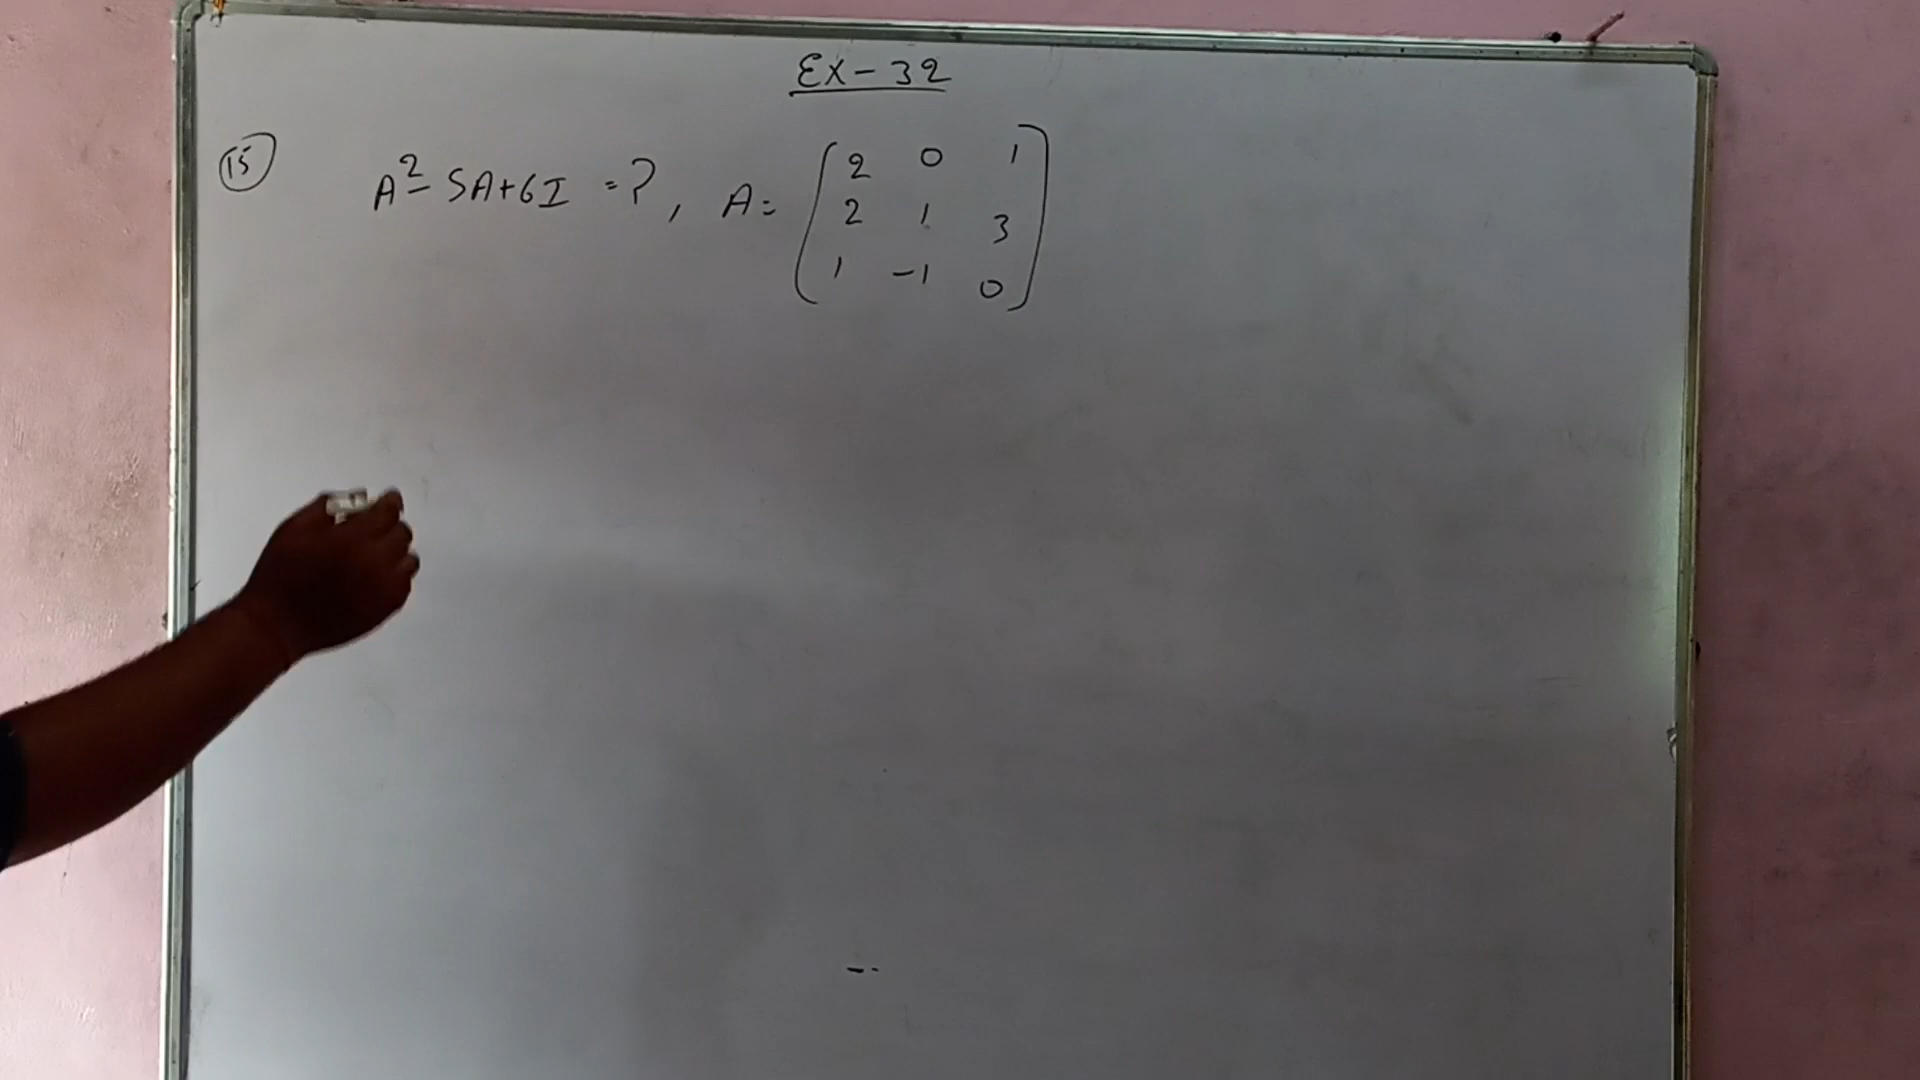 Ex-32
15 A² - 5A + 6I = ?, A = [2 0 1
2 1 3
1 -1 0]